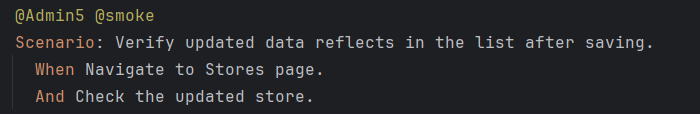 @Admin5 @smoke
Scenario: Verify updated data reflects in the list after saving.
When Navigate to Stores page.
And Check the updated store.